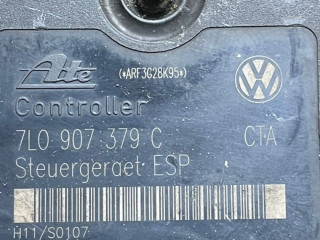 Ate (*ARF3G28K95*)
Controller
7L0 907 379 C CTA
Steuergeraet ESP
H11/S0107